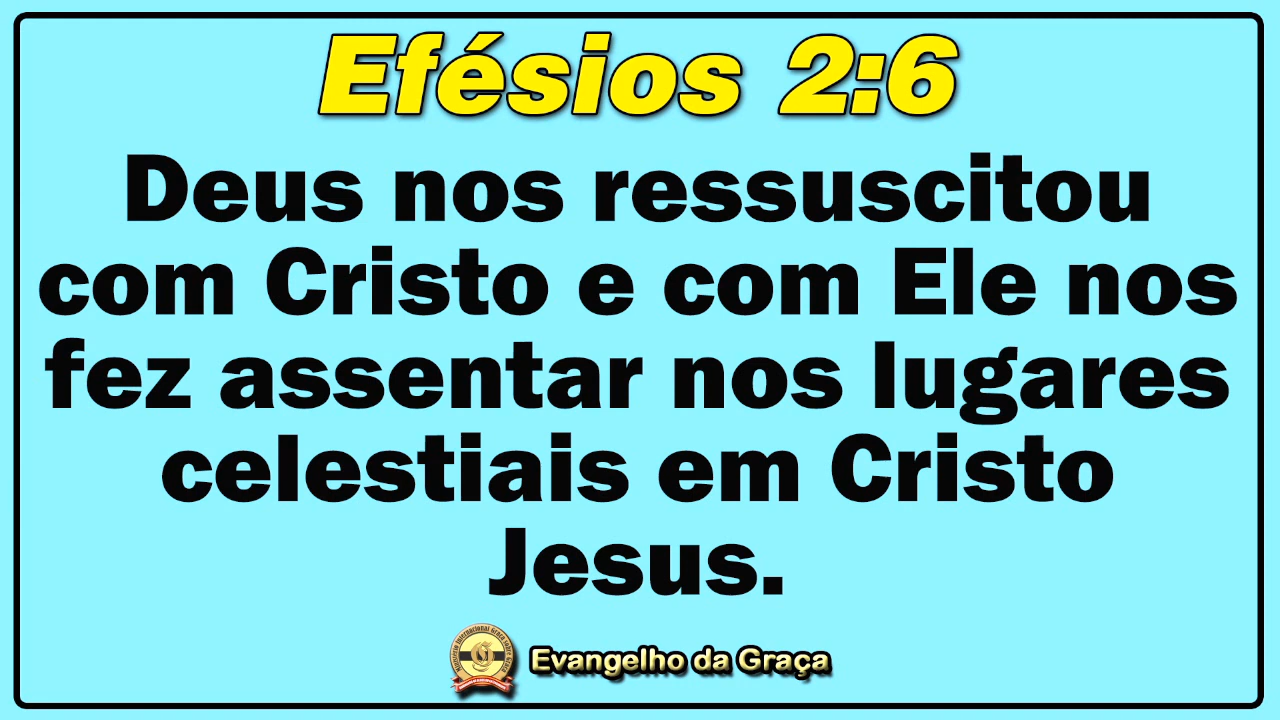 Efésios 2:6
Deus nos ressuscitou
com Cristo e com Ele nos
fez assentar nos lugares
celestiais em Cristo
Jesus.
Evangelho da Graça